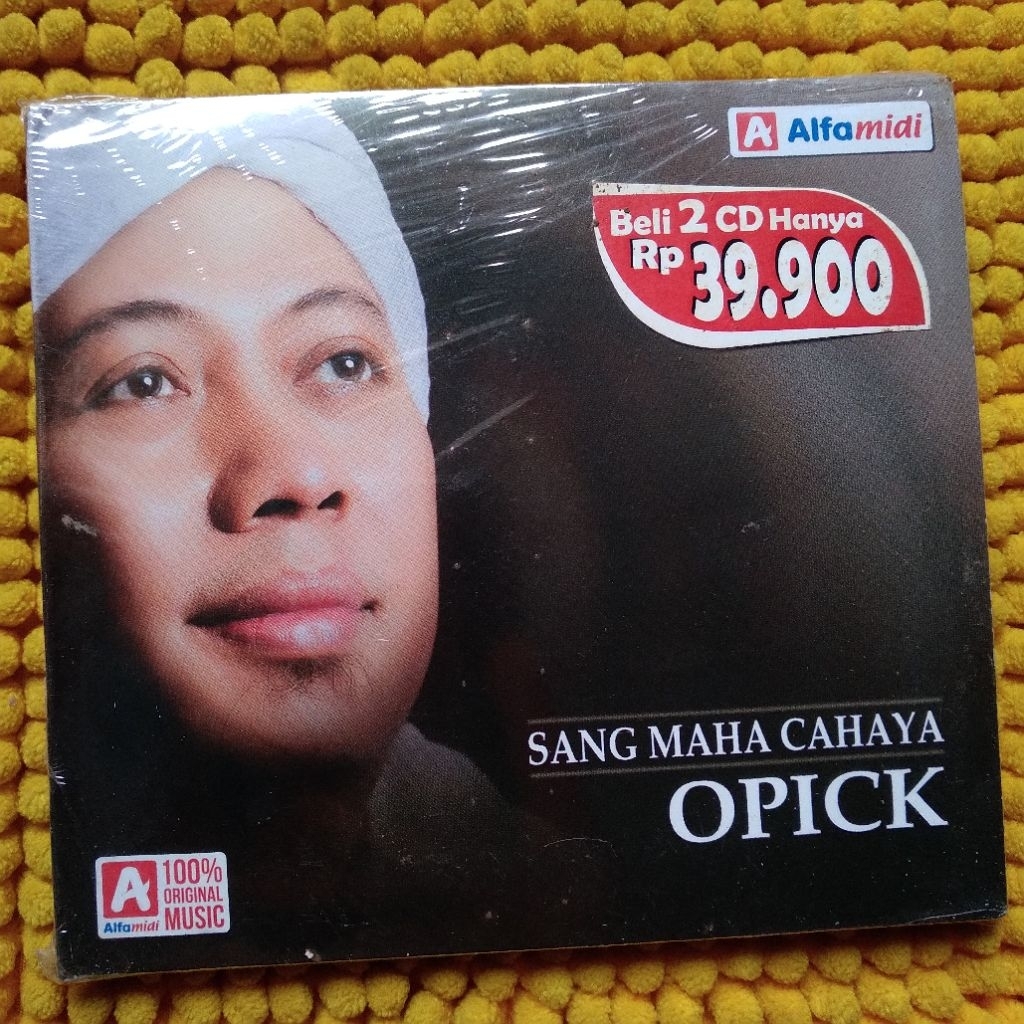 Alfamidi
Beli 2 CD Hanya
Rp 39.900
SANG MAHA CAHAYA
OPICK
100%
ORIGINAL
MUSIC
Alfamidi